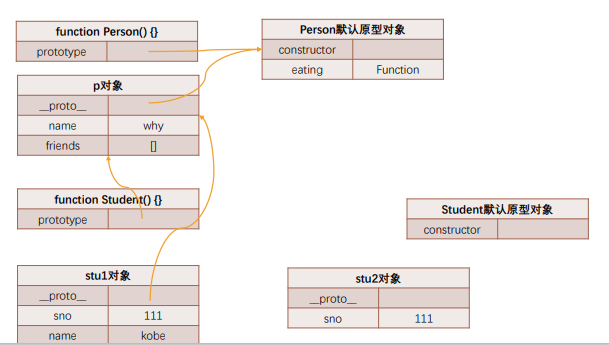 function Person() {}
prototype
Person默认原型对象
constructor
eating Function
p对象
__proto__
name why
friends []
function Student() {}
prototype
Student默认原型对象
constructor
stu1对象
__proto__
sno 111
name kobe
stu2对象
__proto__
sno 111